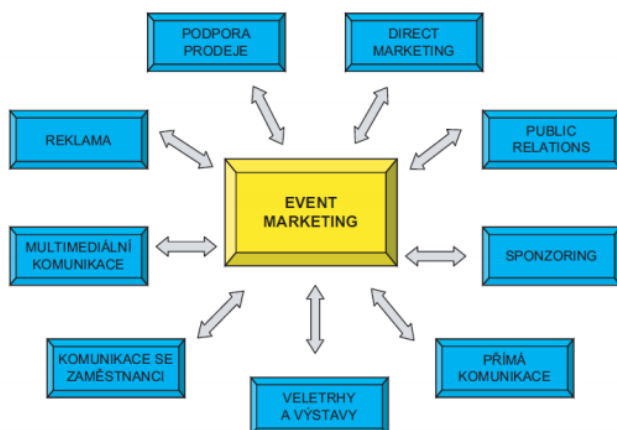 PODPORA
PRODEJE
DIRECT
MARKETING
REKLAMA
PUBLIC
RELATIONS
EVENT
MARKETING
MULTIMEDIÁLNÍ
KOMUNIKACE
SPONZORING
KOMUNIKACE SE
ZAMĚSTNANCI
PŘÍMÁ
KOMUNIKACE
VELETRHY
A VÝSTAVY